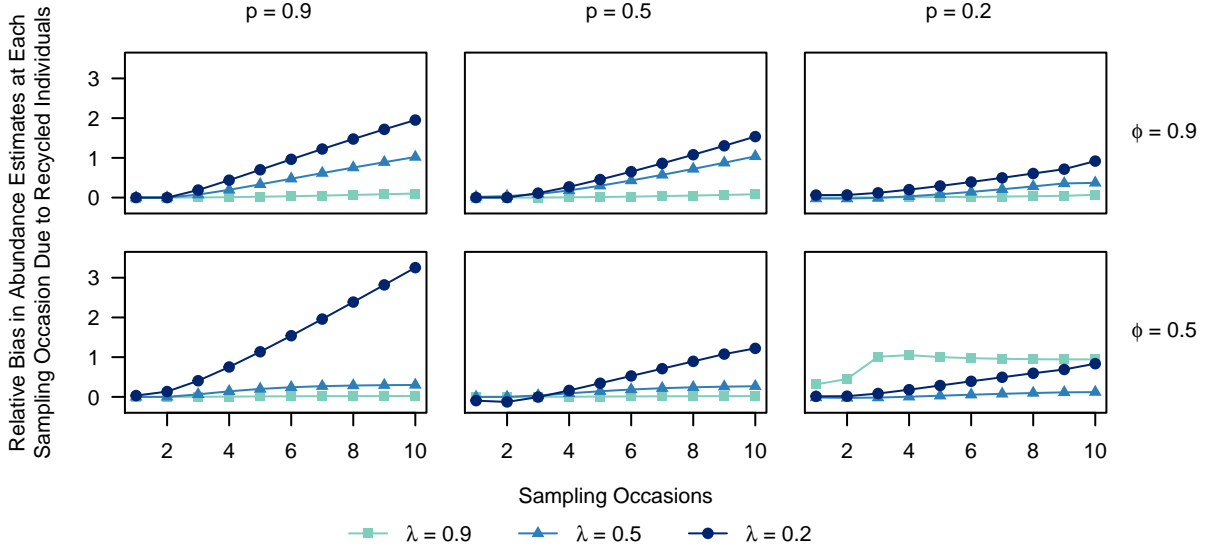 p = 0.9
p = 0.5
p = 0.2
Relative Bias in Abundance Estimates at Each
Sampling Occasion Due to Recycled Individuals
3
2
1
0
ϕ = 0.9
3
2
1
0
ϕ = 0.5
2 4 6 8 10
2 4 6 8 10
2 4 6 8 10
Sampling Occasions
λ = 0.9
λ = 0.5
λ = 0.2